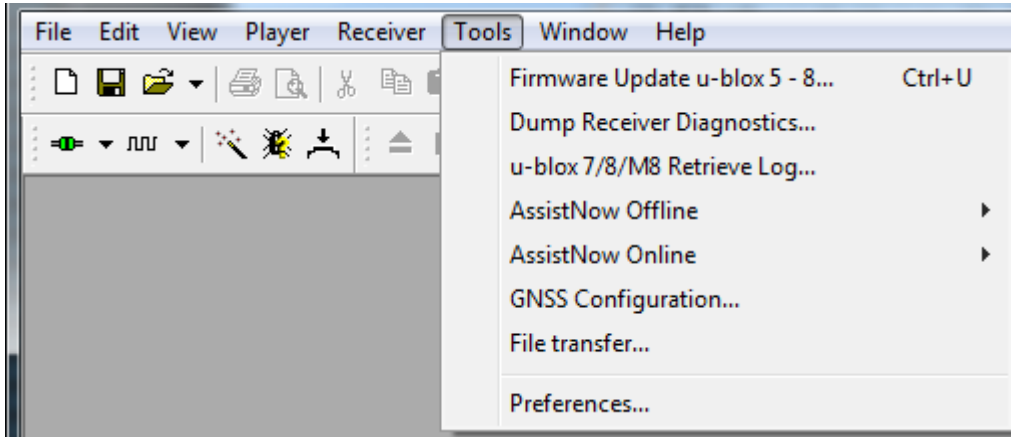 File Edit View Player Receiver Tools Window Help
Firmware Update u-blox 5 - 8... Ctrl+U
Dump Receiver Diagnostics...
u-blox 7/8/M8 Retrieve Log...
AssistNow Offline
AssistNow Online
GNSS Configuration...
File transfer...
Preferences...